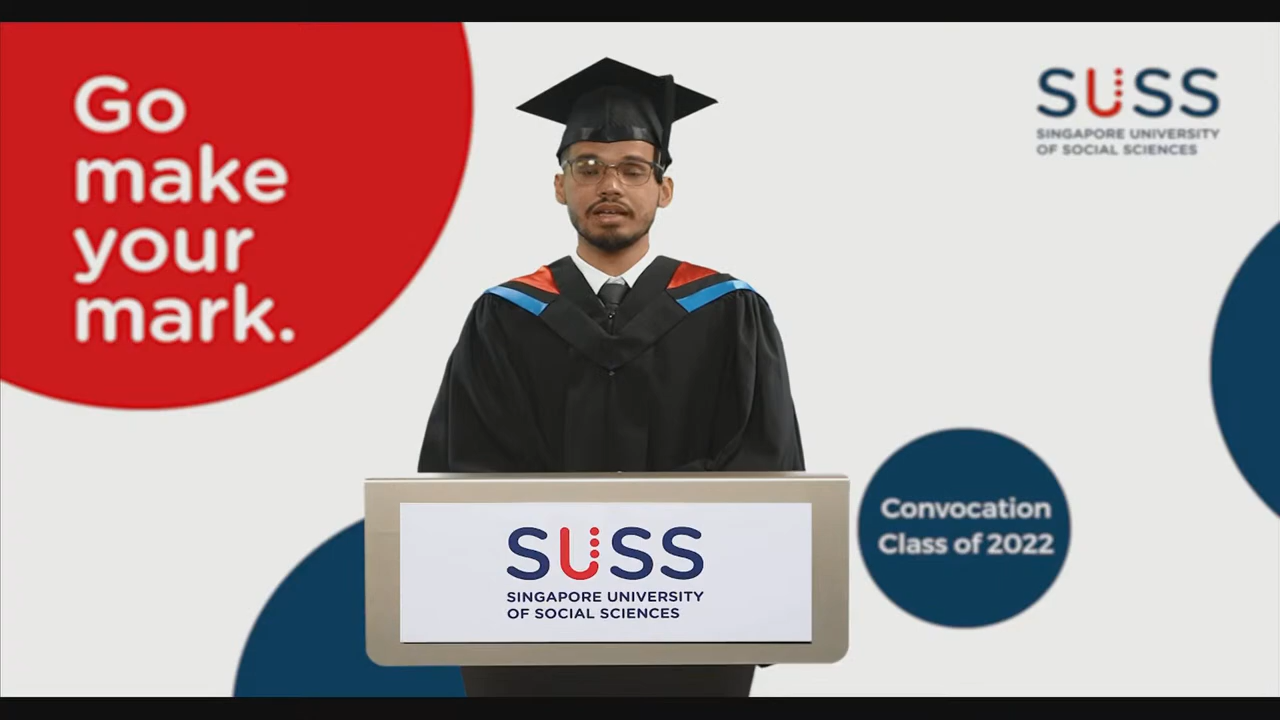 Go
make
your
mark.
SUSS
SINGAPORE UNIVERSITY
OF SOCIAL SCIENCES
Convocation
Class of 2022
SUSS
SINGAPORE UNIVERSITY
OF SOCIAL SCIENCES